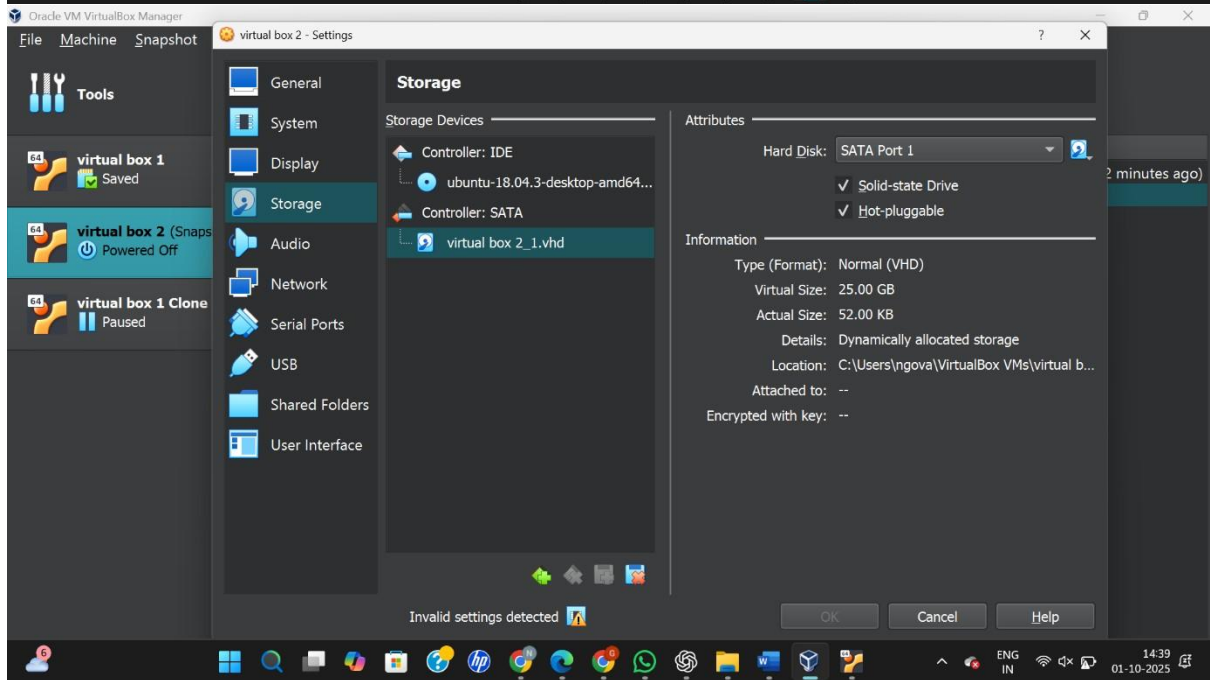 Oracle VM VirtualBox Manager
File Machine Snapshot
Tools
64
virtual box 1
Saved
64
virtual box 2 (Snaps
Powered Off
64
virtual box 1 Clone
Paused
virtual box 2 - Settings
?
General
System
Display
Storage
Audio
Network
Serial Ports
USB
Shared Folders
User Interface
Storage
Storage Devices
Controller: IDE
ubuntu-18.04.3-desktop-amd64...
Controller: SATA
virtual box 2_1.vhd
Attributes
Hard Disk: SATA Port 1
Solid-state Drive
Hot-pluggable
Information
Type (Format): Normal (VHD)
Virtual Size: 25.00 GB
Actual Size: 52.00 KB
Details: Dynamically allocated storage
Location: C:\Users\ngova\VirtualBox VMs\virtual b...
Attached to: --
Encrypted with key: --
2 minutes ago)
Invalid settings detected
OK Cancel Help
6
hp
N
G
W
ENG
IN
14:39
01-10-2025